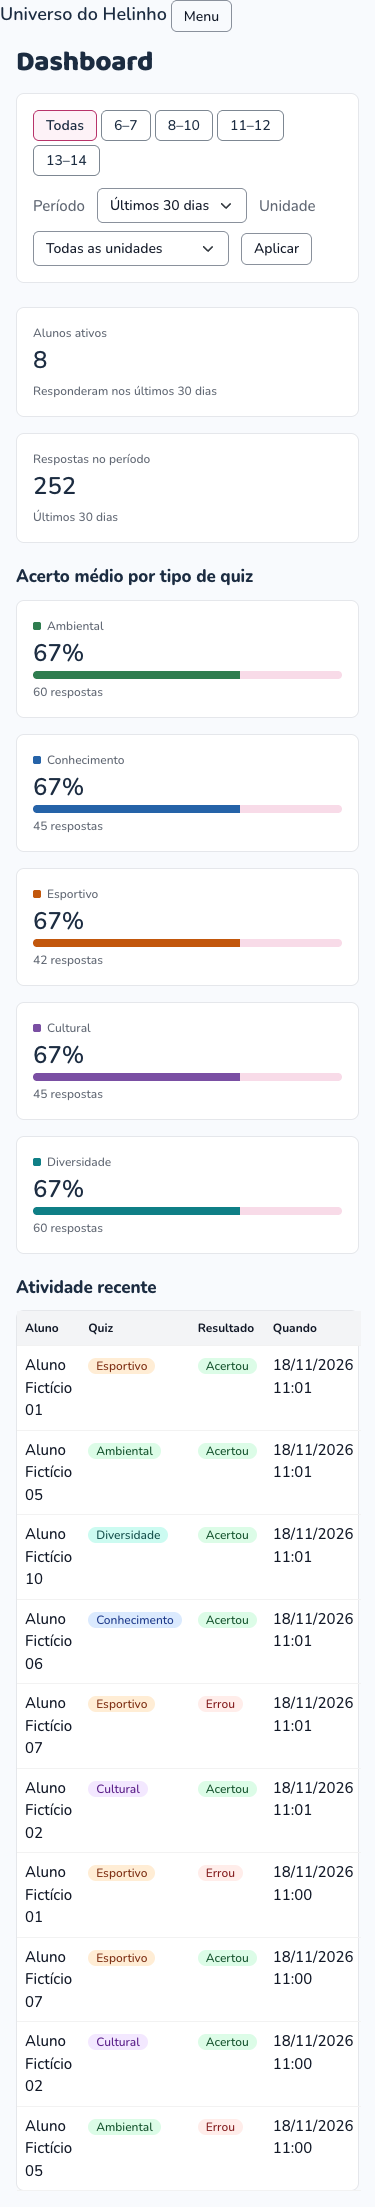 Universo do Helinho Menu
Dashboard
Todas 6–7 8–10 11–12
13–14
Período Últimos 30 dias Unidade
Todas as unidades Aplicar
Alunos ativos
8
Responderam nos últimos 30 dias
Respostas no período
252
Últimos 30 dias
Acerto médio por tipo de quiz
Ambiental
67%
60 respostas
Conhecimento
67%
45 respostas
Esportivo
67%
42 respostas
Cultural
67%
45 respostas
Diversidade
67%
60 respostas
Atividade recente
Aluno Quiz Resultado Quando
Aluno Esportivo Acertou 18/11/2026
Fictício 11:01
01
Aluno Ambiental Acertou 18/11/2026
Fictício 11:01
05
Aluno Diversidade Acertou 18/11/2026
Fictício 11:01
10
Aluno Conhecimento Acertou 18/11/2026
Fictício 11:01
06
Aluno Esportivo Errou 18/11/2026
Fictício 11:01
07
Aluno Cultural Acertou 18/11/2026
Fictício 11:01
02
Aluno Esportivo Errou 18/11/2026
Fictício 11:00
01
Aluno Esportivo Acertou 18/11/2026
Fictício 11:00
07
Aluno Cultural Acertou 18/11/2026
Fictício 11:00
02
Aluno Ambiental Errou 18/11/2026
Fictício 11:00
05